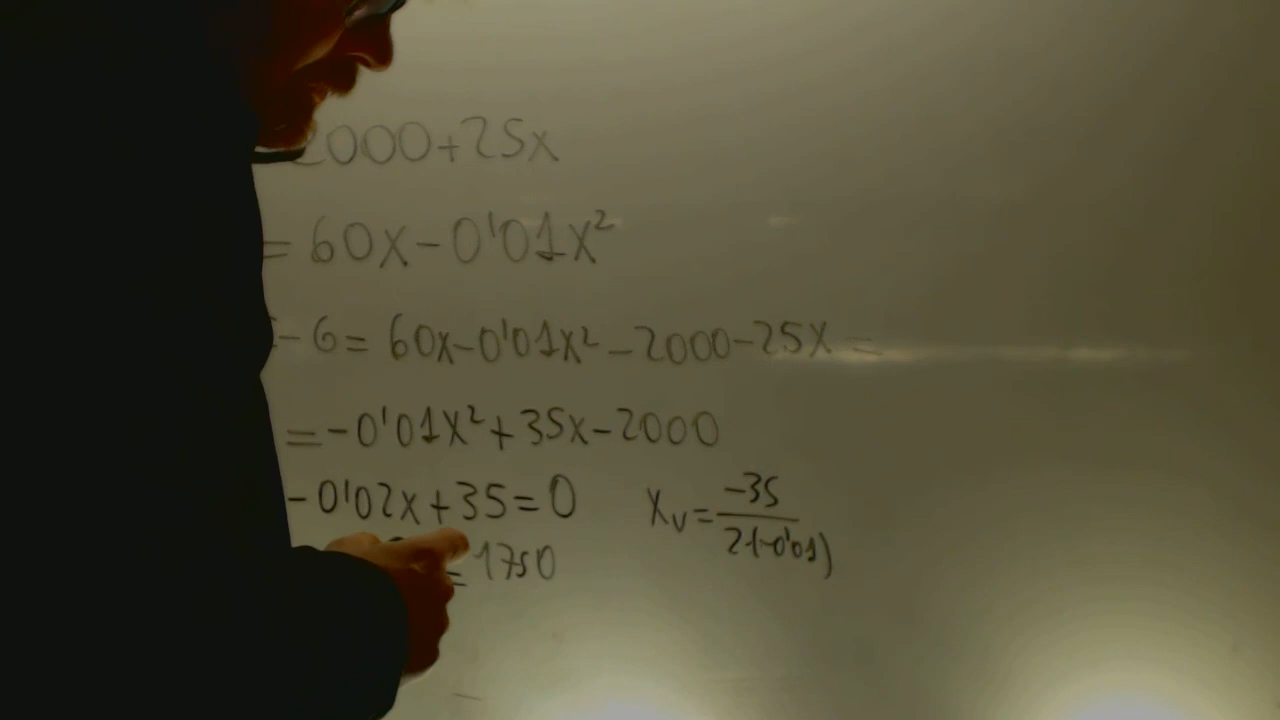 2000+25x
= 60x-0'01x²
- 6 = 60x-0'01x²-2000-25x =
= -0'01x²+35x-2000
-0'02x+35=0
= 1750
xᵥ = -35 / 2·(-0'01)